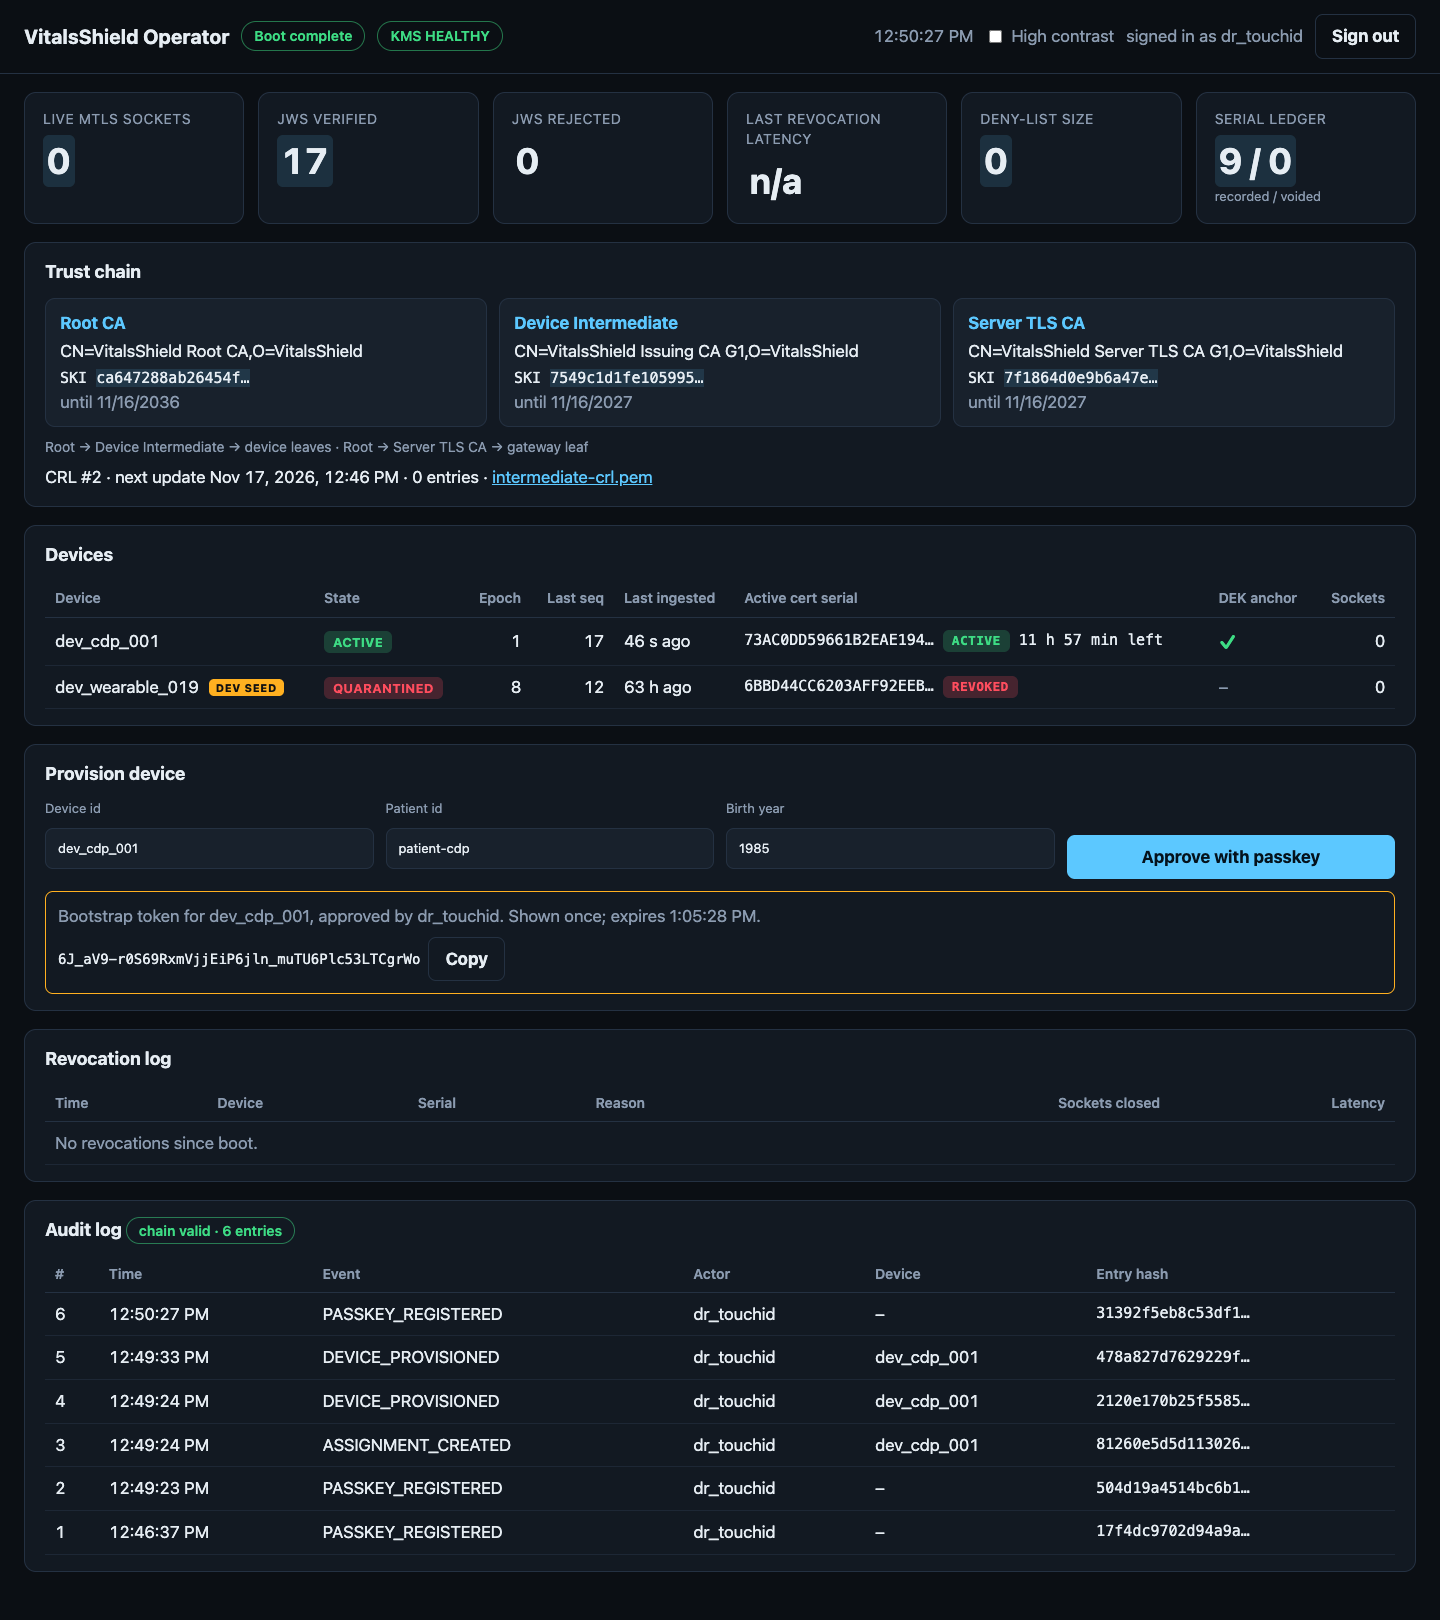 VitalsShield Operator
Boot complete
KMS HEALTHY
12:50:27 PM
High contrast
signed in as dr_touchid
Sign out
LIVE MTLS SOCKETS
0
JWS VERIFIED
17
JWS REJECTED
0
LAST REVOCATION
LATENCY
n/a
DENY-LIST SIZE
0
SERIAL LEDGER
9 / 0
recorded / voided
Trust chain
Root CA
CN=VitalsShield Root CA,O=VitalsShield
SKI ca647288ab26454f…
until 11/16/2036
Device Intermediate
CN=VitalsShield Issuing CA G1,O=VitalsShield
SKI 7549c1d1fe105995…
until 11/16/2027
Server TLS CA
CN=VitalsShield Server TLS CA G1,O=VitalsShield
SKI 7f1864d0e9b6a47e…
until 11/16/2027
Root → Device Intermediate → device leaves · Root → Server TLS CA → gateway leaf
CRL #2 · next update Nov 17, 2026, 12:46 PM · 0 entries · intermediate-crl.pem
Devices
Device State Epoch Last seq Last ingested Active cert serial DEK anchor Sockets
dev_cdp_001 ACTIVE 1 17 46 s ago 73AC0DD59661B2EAE194… ACTIVE 11 h 57 min left ✓ 0
dev_wearable_019 DEV SEED QUARANTINED 8 12 63 h ago 6BBD44CC6203AFF92EEB… REVOKED – 0
Provision device
Device id
dev_cdp_001
Patient id
patient-cdp
Birth year
1985
Approve with passkey
Bootstrap token for dev_cdp_001, approved by dr_touchid. Shown once; expires 1:05:28 PM.
6J_aV9-r0S69RxmVjjEiP6jln_muTU6Plc53LTCgrWo Copy
Revocation log
Time Device Serial Reason Sockets closed Latency
No revocations since boot.
Audit log chain valid · 6 entries
# Time Event Actor Device Entry hash
6 12:50:27 PM PASSKEY_REGISTERED dr_touchid – 31392f5eb8c53df1…
5 12:49:33 PM DEVICE_PROVISIONED dr_touchid dev_cdp_001 478a827d7629229f…
4 12:49:24 PM DEVICE_PROVISIONED dr_touchid dev_cdp_001 2120e170b25f5585…
3 12:49:24 PM ASSIGNMENT_CREATED dr_touchid dev_cdp_001 81260e5d5d113026…
2 12:49:23 PM PASSKEY_REGISTERED dr_touchid – 504d19a4514bc6b1…
1 12:46:37 PM PASSKEY_REGISTERED dr_touchid – 17f4dc9702d94a9a…